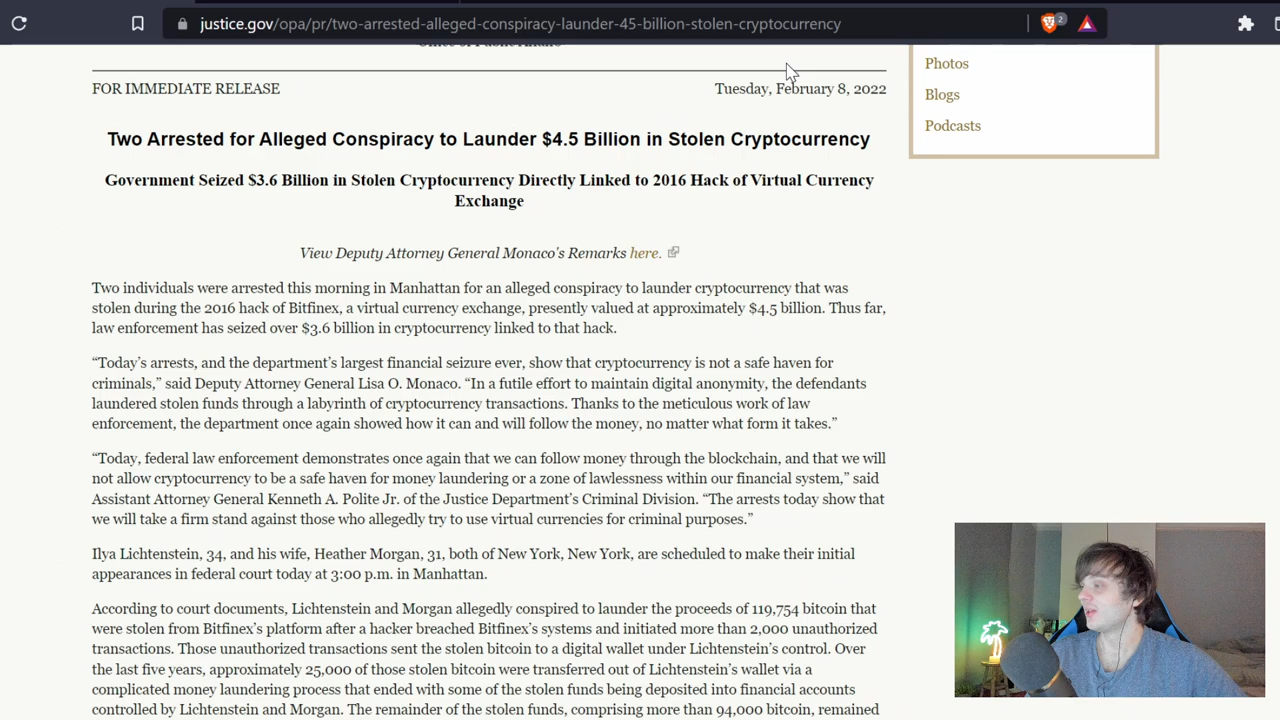 justice.gov/opa/pr/two-arrested-alleged-conspiracy-launder-45-billion-stolen-cryptocurrency
2
Office of Public Affairs
Photos
FOR IMMEDIATE RELEASE
Tuesday, February 8, 2022
Blogs
Podcasts
Two Arrested for Alleged Conspiracy to Launder $4.5 Billion in Stolen Cryptocurrency
Government Seized $3.6 Billion in Stolen Cryptocurrency Directly Linked to 2016 Hack of Virtual Currency
Exchange
View Deputy Attorney General Monaco's Remarks here.
Two individuals were arrested this morning in Manhattan for an alleged conspiracy to launder cryptocurrency that was
stolen during the 2016 hack of Bitfinex, a virtual currency exchange, presently valued at approximately $4.5 billion. Thus far,
law enforcement has seized over $3.6 billion in cryptocurrency linked to that hack.
“Today’s arrests, and the department’s largest financial seizure ever, show that cryptocurrency is not a safe haven for
criminals,” said Deputy Attorney General Lisa O. Monaco. “In a futile effort to maintain digital anonymity, the defendants
laundered stolen funds through a labyrinth of cryptocurrency transactions. Thanks to the meticulous work of law
enforcement, the department once again showed how it can and will follow the money, no matter what form it takes.”
“Today, federal law enforcement demonstrates once again that we can follow money through the blockchain, and that we will
not allow cryptocurrency to be a safe haven for money laundering or a zone of lawlessness within our financial system,” said
Assistant Attorney General Kenneth A. Polite Jr. of the Justice Department’s Criminal Division. “The arrests today show that
we will take a firm stand against those who allegedly try to use virtual currencies for criminal purposes.”
Ilya Lichtenstein, 34, and his wife, Heather Morgan, 31, both of New York, New York, are scheduled to make their initial
appearances in federal court today at 3:00 p.m. in Manhattan.
According to court documents, Lichtenstein and Morgan allegedly conspired to launder the proceeds of 119,754 bitcoin that
were stolen from Bitfinex’s platform after a hacker breached Bitfinex’s systems and initiated more than 2,000 unauthorized
transactions. Those unauthorized transactions sent the stolen bitcoin to a digital wallet under Lichtenstein’s control. Over
the last five years, approximately 25,000 of those stolen bitcoin were transferred out of Lichtenstein’s wallet via a
complicated money laundering process that ended with some of the stolen funds being deposited into financial accounts
controlled by Lichtenstein and Morgan. The remainder of the stolen funds, comprising more than 94,000 bitcoin, remained